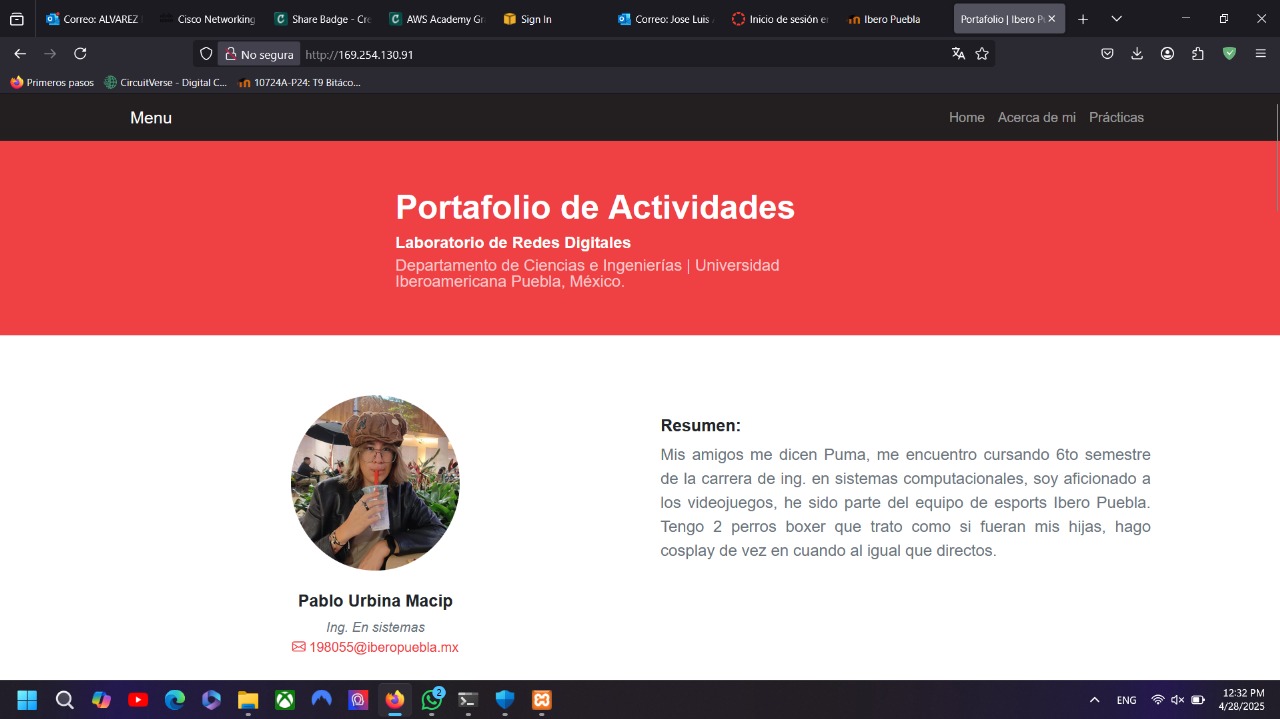 Correo: ALVAREZ
Cisco Networking
Share Badge - Cre
AWS Academy Gr
Sign In
Correo: Jose Luis
Inicio de sesión en
Ibero Puebla
Portafolio | Ibero Pu
No segura
http://169.254.130.91
Primeros pasos
CircuitVerse - Digital C...
10724A-P24: T9 Bitáco...
Menu
Home
Acerca de mi
Prácticas
Portafolio de Actividades
Laboratorio de Redes Digitales
Departamento de Ciencias e Ingenierías | Universidad
Iberoamericana Puebla, México.
Resumen:
Mis amigos me dicen Puma, me encuentro cursando 6to semestre
de la carrera de ing. en sistemas computacionales, soy aficionado a
los videojuegos, he sido parte del equipo de esports Ibero Puebla.
Tengo 2 perros boxer que trato como si fueran mis hijas, hago
cosplay de vez en cuando al igual que directos.
Pablo Urbina Macip
Ing. En sistemas
198055@iberopuebla.mx
2
ENG
12:32 PM
4/28/2025